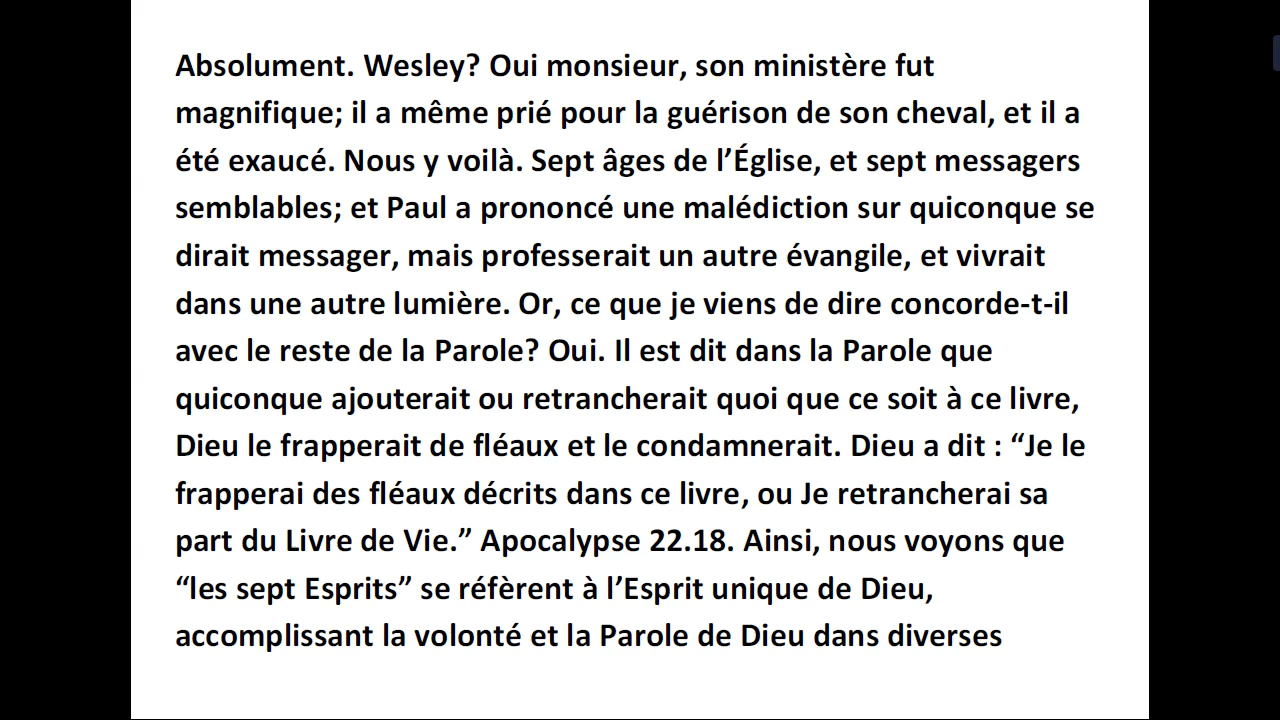 Absolument. Wesley? Oui monsieur, son ministère fut
magnifique; il a même prié pour la guérison de son cheval, et il a
été exaucé. Nous y voilà. Sept âges de l’Église, et sept messagers
semblables; et Paul a prononcé une malédiction sur quiconque se
dirait messager, mais professerait un autre évangile, et vivrait
dans une autre lumière. Or, ce que je viens de dire concorde-t-il
avec le reste de la Parole? Oui. Il est dit dans la Parole que
quiconque ajouterait ou retrancherait quoi que ce soit à ce livre,
Dieu le frapperait de fléaux et le condamnerait. Dieu a dit : “Je le
frapperai des fléaux décrits dans ce livre, ou Je retrancherai sa
part du Livre de Vie.” Apocalypse 22.18. Ainsi, nous voyons que
“les sept Esprits” se réfèrent à l’Esprit unique de Dieu,
accomplissant la volonté et la Parole de Dieu dans diverses